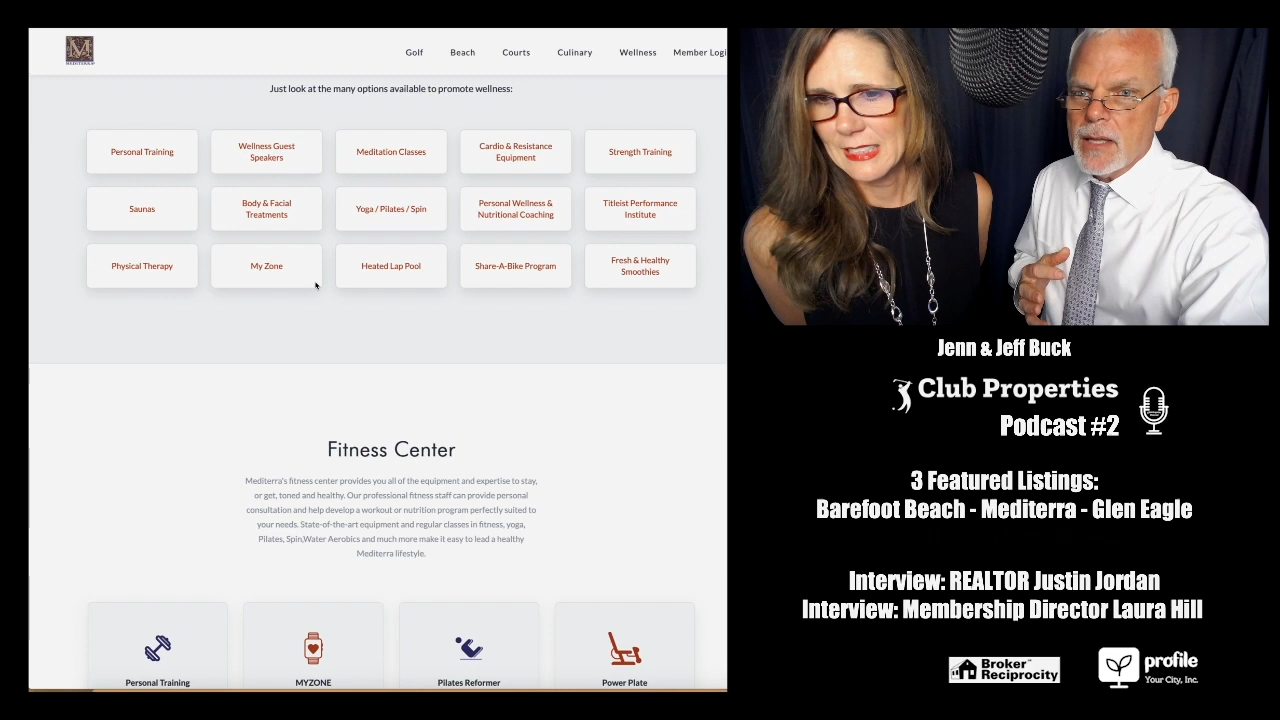 M
MEDITERRA
Golf Beach Courts Culinary Wellness Member Logi
Just look at the many options available to promote wellness:
Personal Training
Wellness Guest
Speakers
Meditation Classes
Cardio & Resistance
Equipment
Strength Training
Saunas
Body & Facial
Treatments
Yoga / Pilates / Spin
Personal Wellness &
Nutritional Coaching
Titleist Performance
Institute
Physical Therapy
My Zone
Heated Lap Pool
Share-A-Bike Program
Fresh & Healthy
Smoothies
Fitness Center
Mediterra's fitness center provides you all of the equipment and expertise to stay,
or get, toned and healthy. Our professional fitness staff can provide personal
consultation and help develop a workout or nutrition program perfectly suited to
your needs. State-of-the-art equipment and regular classes in fitness, yoga,
Pilates, Spin,Water Aerobics and much more make it easy to lead a healthy
Mediterra lifestyle.
Personal Training
MYZONE
Pilates Reformer
Power Plate
Jenn & Jeff Buck
Club Properties
Podcast #2
3 Featured Listings:
Barefoot Beach - Mediterra - Glen Eagle
Interview: REALTOR Justin Jordan
Interview: Membership Director Laura Hill
Broker™
Reciprocity
profile
Your City, Inc.